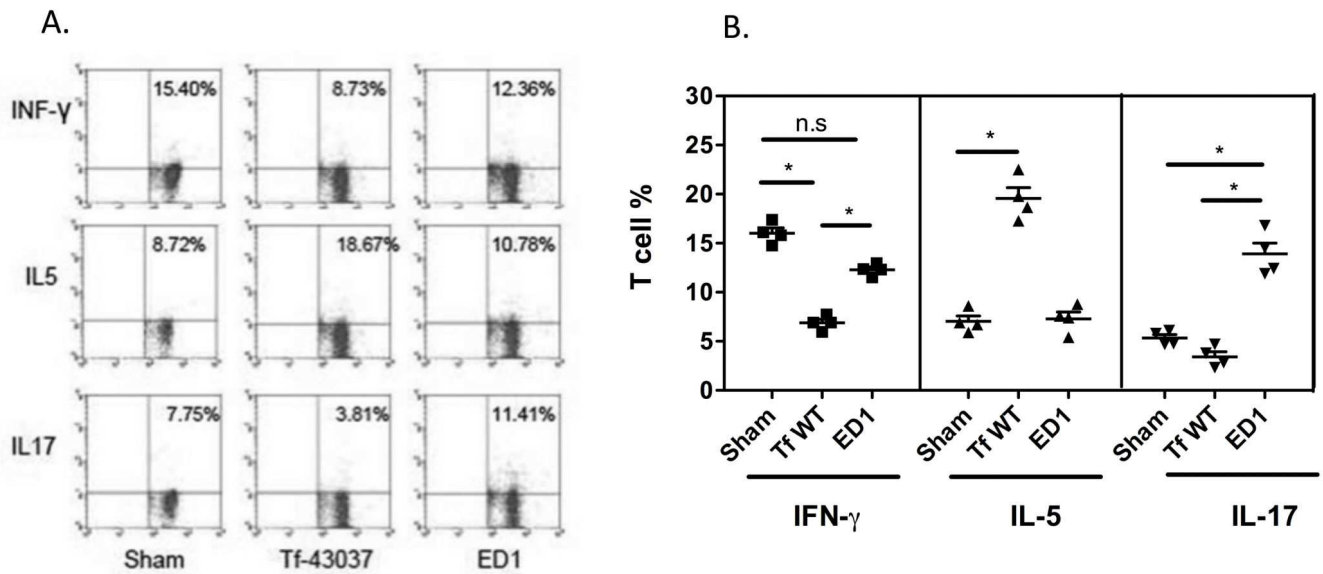 A.
INF-γ
15.40%
8.73%
12.36%
IL5
8.72%
18.67%
10.78%
IL17
7.75%
3.81%
11.41%
Sham
Tf-43037
ED1
B.
T cell %
30
25
20
15
10
5
0
n.s
*
*
*
*
*
Sham
Tf WT
ED1
Sham
Tf WT
ED1
Sham
Tf WT
ED1
IFN-γ
IL-5
IL-17